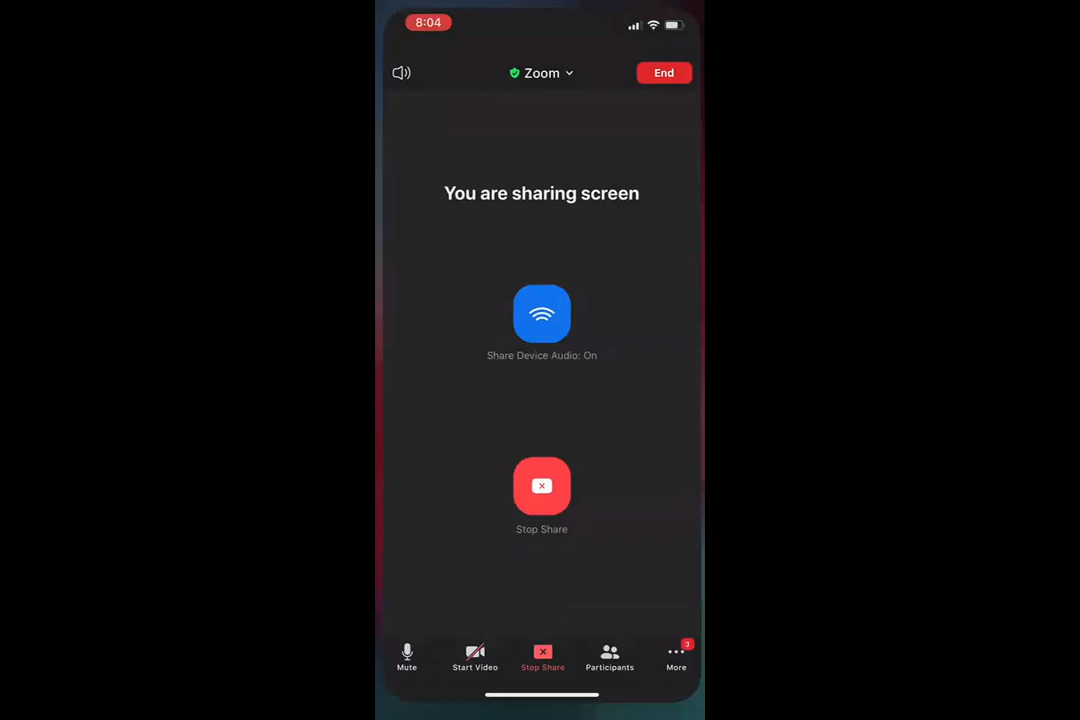 8:04
Zoom
End
You are sharing screen
Share Device Audio: On
Stop Share
3
Mute
Start Video
Stop Share
Participants
More